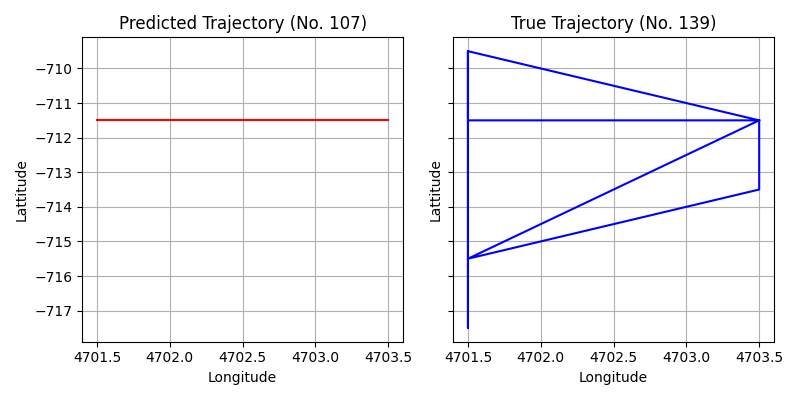 Predicted Trajectory (No. 107)
True Trajectory (No. 139)
Lattitude
−710
−711
−712
−713
−714
−715
−716
−717
4701.5 4702.0 4702.5 4703.0 4703.5
Longitude
Lattitude
4701.5 4702.0 4702.5 4703.0 4703.5
Longitude